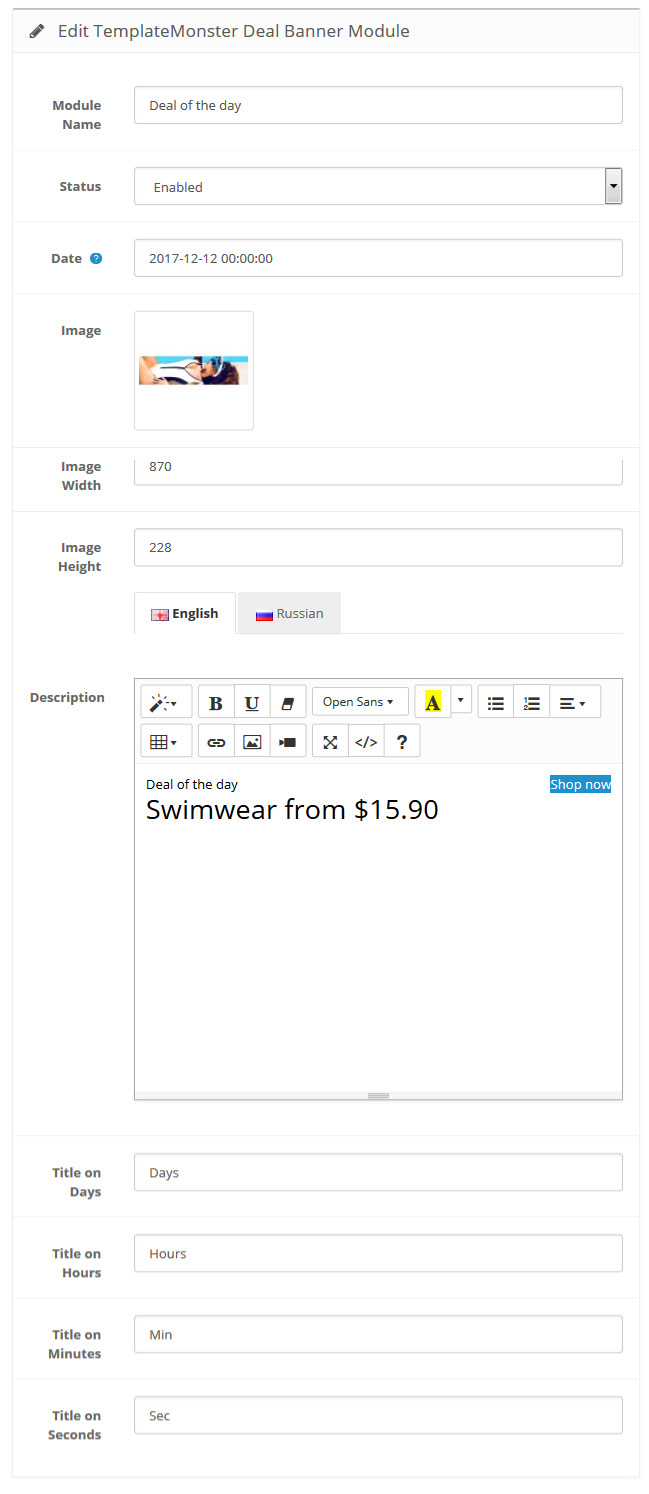 Edit TemplateMonster Deal Banner Module
Module Name
Deal of the day
Status
Enabled
Date ?
2017-12-12 00:00:00
Image
Image Width
870
Image Height
228
English
Russian
Description
B U Open Sans A
</> ?
Deal of the day
Shop now
Swimwear from $15.90
Title on Days
Days
Title on Hours
Hours
Title on Minutes
Min
Title on Seconds
Sec